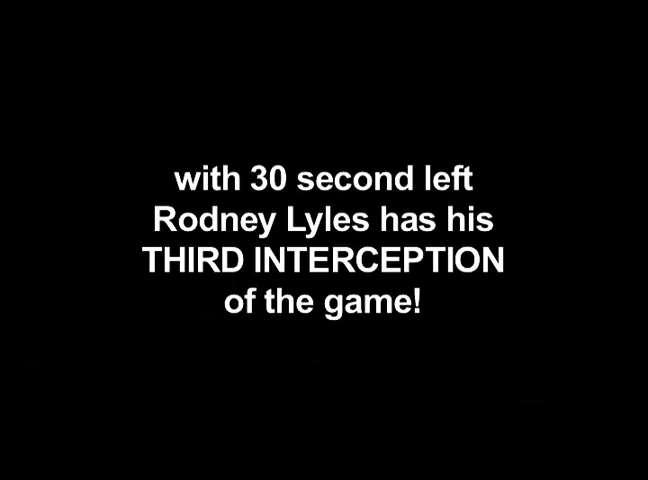 with 30 second left
Rodney Lyles has his
THIRD INTERCEPTION
of the game!